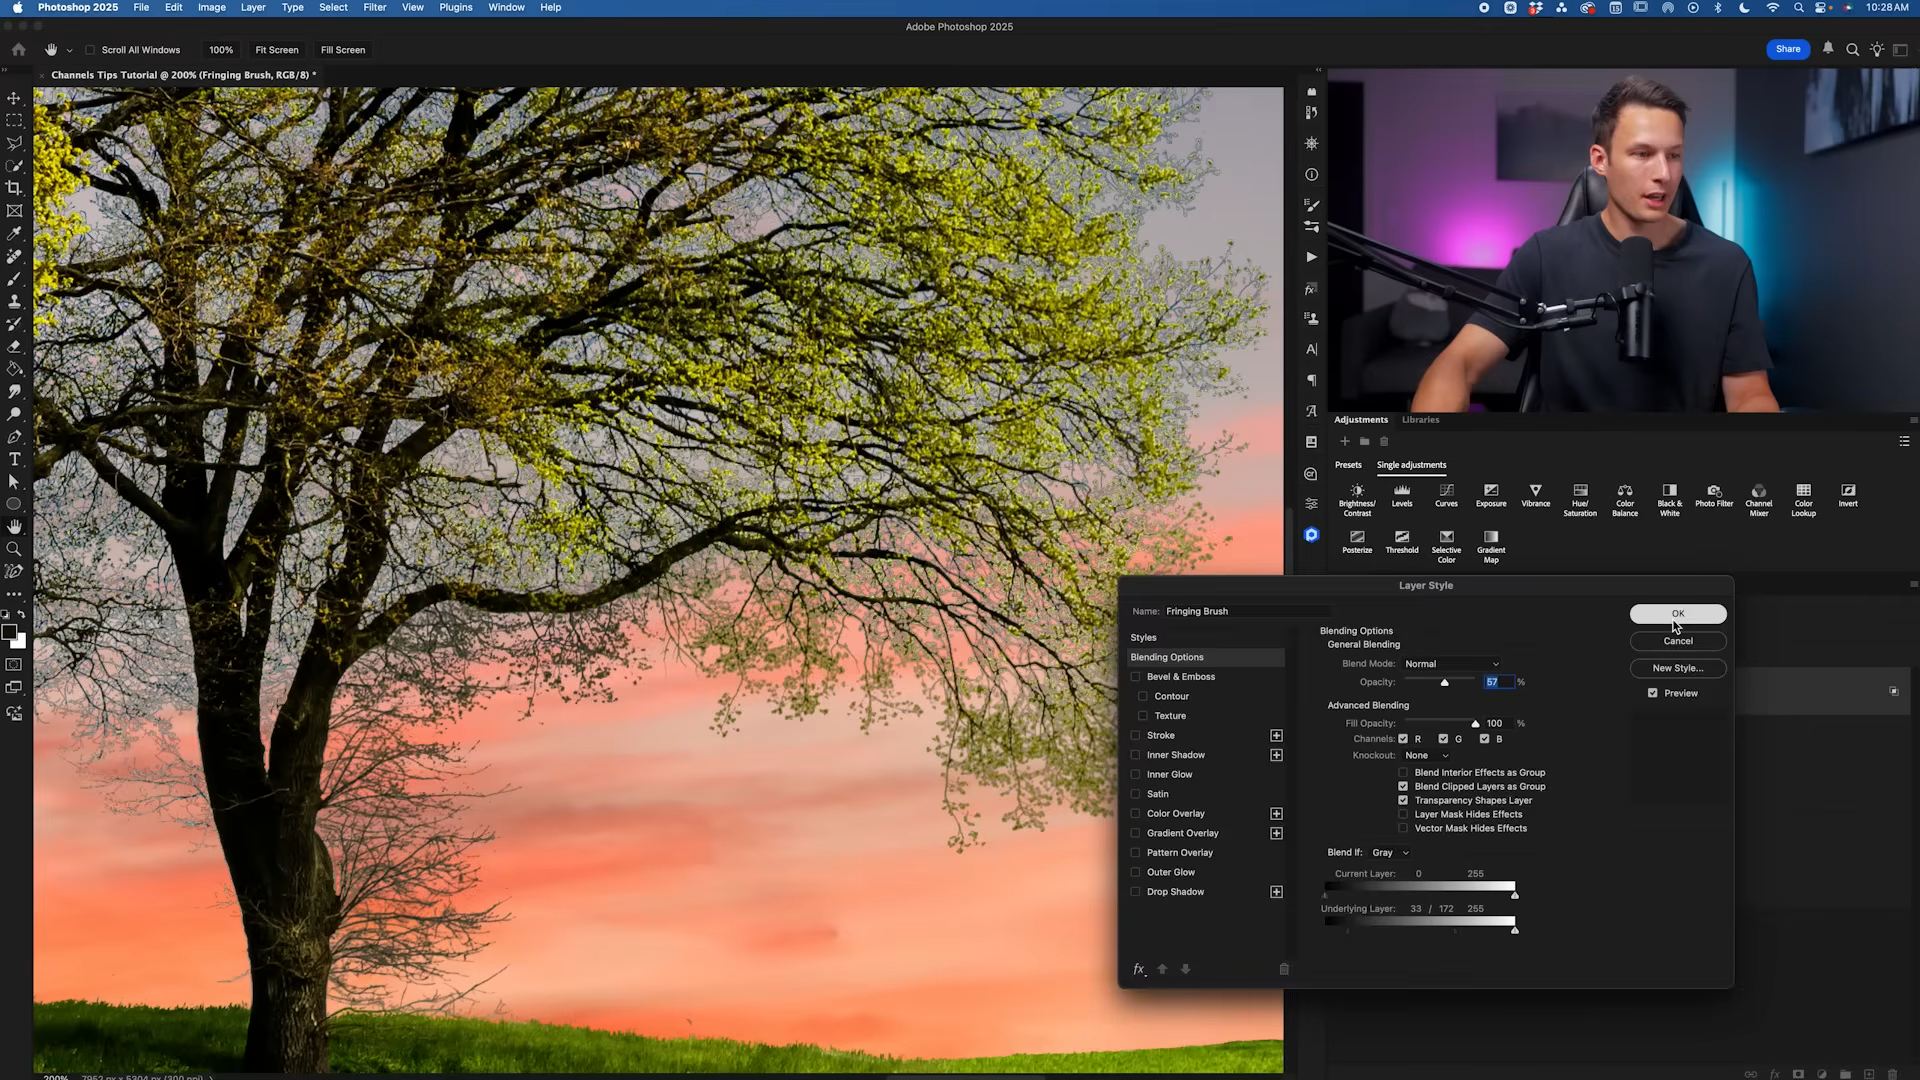 Photoshop 2025 File Edit Image Layer Type Select Filter View Plugins Window Help 10:28 AM
Adobe Photoshop 2025
Scroll All Windows 100% Fit Screen Fill Screen Share
Channels Tips Tutorial @ 200% (Fringing Brush, RGB/8) *
Adjustments Libraries
Presets Single adjustments
Brightness/ Contrast Levels Curves Exposure Vibrance Hue/ Saturation Color Balance Black & White Photo Filter Channel Mixer Color Lookup Invert
Posterize Threshold Selective Color Gradient Map
Layer Style
Name: Fringing Brush
OK
Cancel
New Style...
Preview
Styles
Blending Options
Bevel & Emboss
Contour
Texture
Stroke
Inner Shadow
Inner Glow
Satin
Color Overlay
Gradient Overlay
Pattern Overlay
Outer Glow
Drop Shadow
fx
Blending Options
General Blending
Blend Mode: Normal
Opacity: 57 %
Advanced Blending
Fill Opacity: 100 %
Channels: R G B
Knockout: None
Blend Interior Effects as Group
Blend Clipped Layers as Group
Transparency Shapes Layer
Layer Mask Hides Effects
Vector Mask Hides Effects
Blend If: Gray
Current Layer: 0 255
Underlying Layer: 33 / 172 255
200% 7952 px x 5304 px (300 ppi)